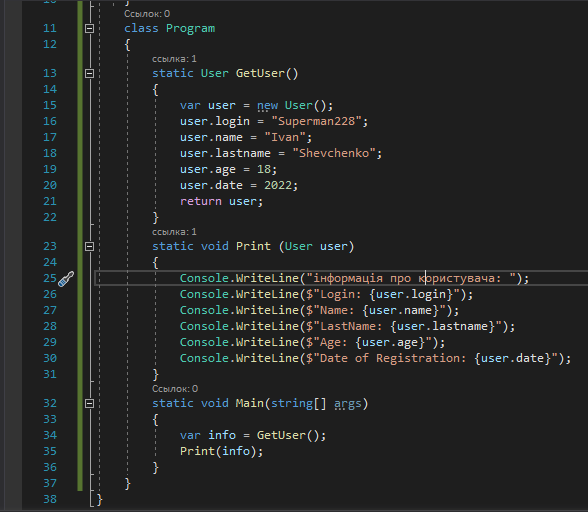 10 }
Ссылок: 0
11 class Program
12 {
ссылка: 1
13 static User GetUser()
14 {
15 var user = new User();
16 user.login = "Superman228";
17 user.name = "Ivan";
18 user.lastname = "Shevchenko";
19 user.age = 18;
20 user.date = 2022;
21 return user;
22 }
ссылка: 1
23 static void Print (User user)
24 {
25 Console.WriteLine("інформація про користувача: ");
26 Console.WriteLine($"Login: {user.login}");
27 Console.WriteLine($"Name: {user.name}");
28 Console.WriteLine($"LastName: {user.lastname}");
29 Console.WriteLine($"Age: {user.age}");
30 Console.WriteLine($"Date of Registration: {user.date}");
31 }
Ссылок: 0
32 static void Main(string[] args)
33 {
34 var info = GetUser();
35 Print(info);
36 }
37 }
38 }